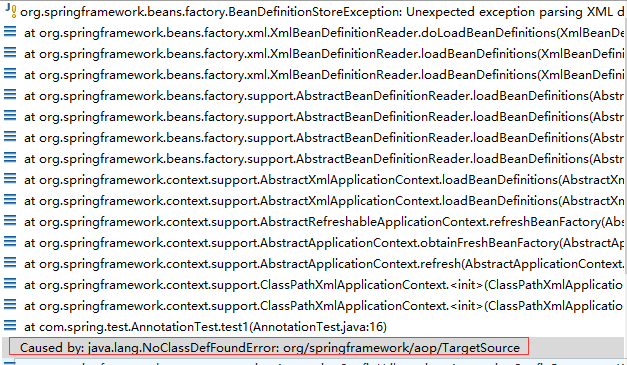 org.springframework.beans.factory.BeanDefinitionStoreException: Unexpected exception parsing XML d
at org.springframework.beans.factory.xml.XmlBeanDefinitionReader.doLoadBeanDefinitions(XmlBeanDe
at org.springframework.beans.factory.xml.XmlBeanDefinitionReader.loadBeanDefinitions(XmlBeanDefini
at org.springframework.beans.factory.xml.XmlBeanDefinitionReader.loadBeanDefinitions(XmlBeanDefini
at org.springframework.beans.factory.support.AbstractBeanDefinitionReader.loadBeanDefinitions(Abst
at org.springframework.beans.factory.support.AbstractBeanDefinitionReader.loadBeanDefinitions(Abst
at org.springframework.beans.factory.support.AbstractBeanDefinitionReader.loadBeanDefinitions(Abst
at org.springframework.beans.factory.support.AbstractBeanDefinitionReader.loadBeanDefinitions(Abst
at org.springframework.context.support.AbstractXmlApplicationContext.loadBeanDefinitions(AbstractXm
at org.springframework.context.support.AbstractXmlApplicationContext.loadBeanDefinitions(AbstractXm
at org.springframework.context.support.AbstractRefreshableApplicationContext.refreshBeanFactory(Abs
at org.springframework.context.support.AbstractApplicationContext.obtainFreshBeanFactory(AbstractAp
at org.springframework.context.support.AbstractApplicationContext.refresh(AbstractApplicationContext.
at org.springframework.context.support.ClassPathXmlApplicationContext.<init>(ClassPathXmlApplicatio
at org.springframework.context.support.ClassPathXmlApplicationContext.<init>(ClassPathXmlApplicatio
at com.spring.test.AnnotationTest.test1(AnnotationTest.java:16)
Caused by: java.lang.NoClassDefFoundError: org/springframework/aop/TargetSource